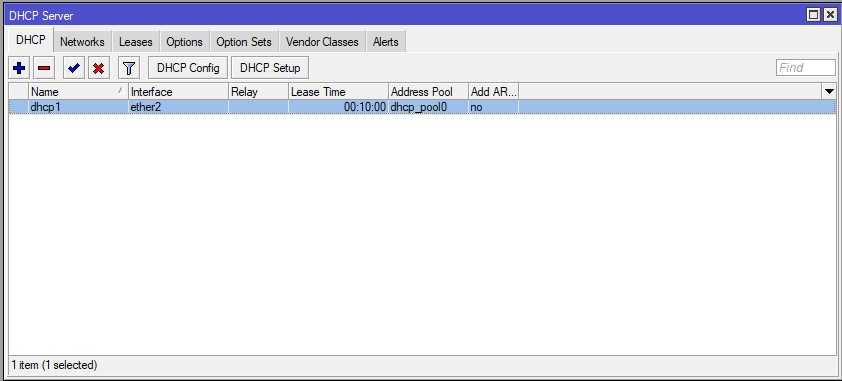 DHCP Server
DHCP Networks Leases Options Option Sets Vendor Classes Alerts
DHCP Config DHCP Setup Find
Name Interface Relay Lease Time Address Pool Add AR...
dhcp1 ether2 00:10:00 dhcp_pool0 no
1 item (1 selected)